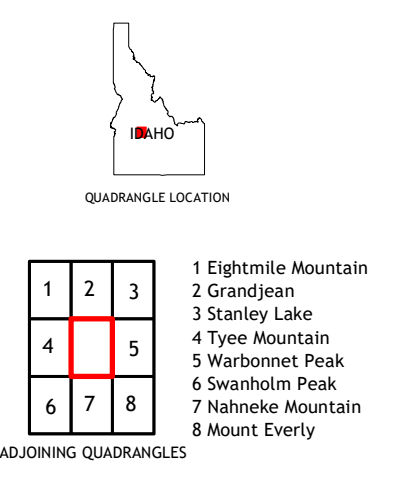 IDAHO
QUADRANGLE LOCATION
1 2 3
4 5
6 7 8
ADJOINING QUADRANGLES
1 Eightmile Mountain
2 Grandjean
3 Stanley Lake
4 Tyee Mountain
5 Warbonnet Peak
6 Swanholm Peak
7 Nahneke Mountain
8 Mount Everly